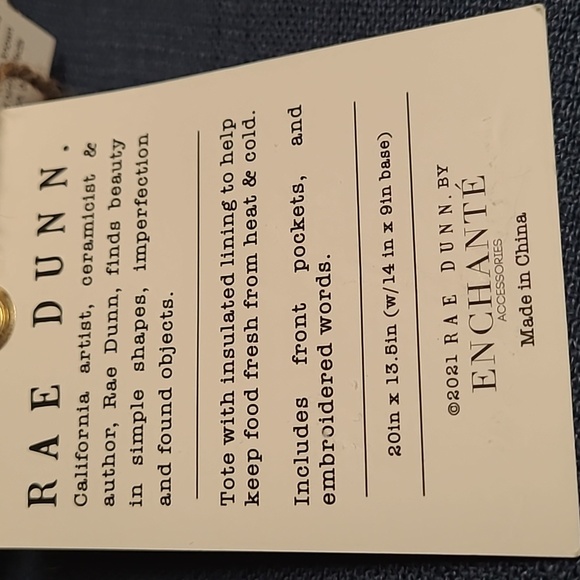 RAE DUNN.
California artist, ceramicist &
author, Rae Dunn, finds beauty
in simple shapes, imperfection
and found objects.
Tote with insulated lining to help
keep food fresh from heat & cold.
Includes front pockets, and
embroidered words.
20in x 13.5in (w/14 in x 9in base)
©2021 RAE DUNN. BY
ENCHANTÉ
ACCESSORIES
Made in China